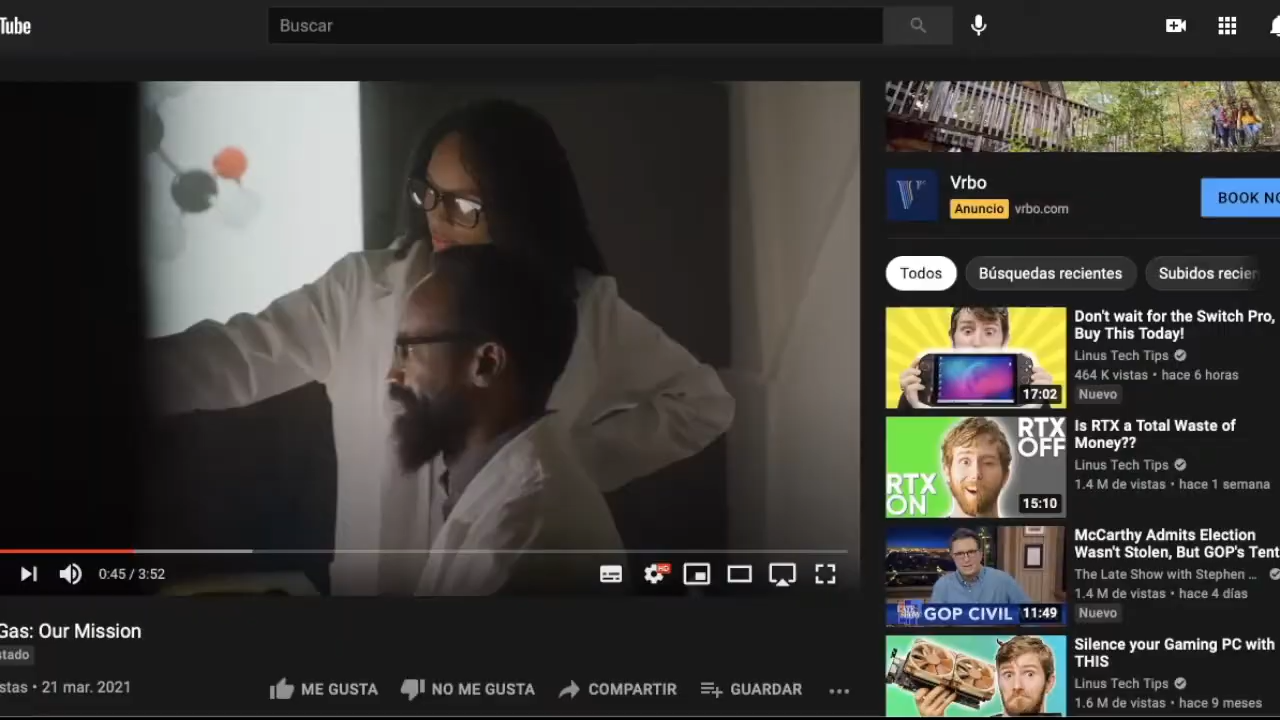 Tube
Buscar
Vrbo
Anuncio vrbo.com
BOOK NO
Todos
Búsquedas recientes
Subidos recien
Don't wait for the Switch Pro,
Buy This Today!
Linus Tech Tips
464 K vistas • hace 6 horas
Nuevo
17:02
Is RTX a Total Waste of
Money??
Linus Tech Tips
1.4 M de vistas • hace 1 semana
RTX
OFF
RTX
ON
15:10
McCarthy Admits Election
Wasn't Stolen, But GOP's Tent
The Late Show with Stephen ...
1.4 M de vistas • hace 4 días
Nuevo
LATE SHOW
GOP CIVIL
11:49
Silence your Gaming PC with
THIS
Linus Tech Tips
1.6 M de vistas • hace 9 meses
0:45 / 3:52
HD
Gas: Our Mission
stado
stas • 21 mar. 2021
ME GUSTA
NO ME GUSTA
COMPARTIR
GUARDAR